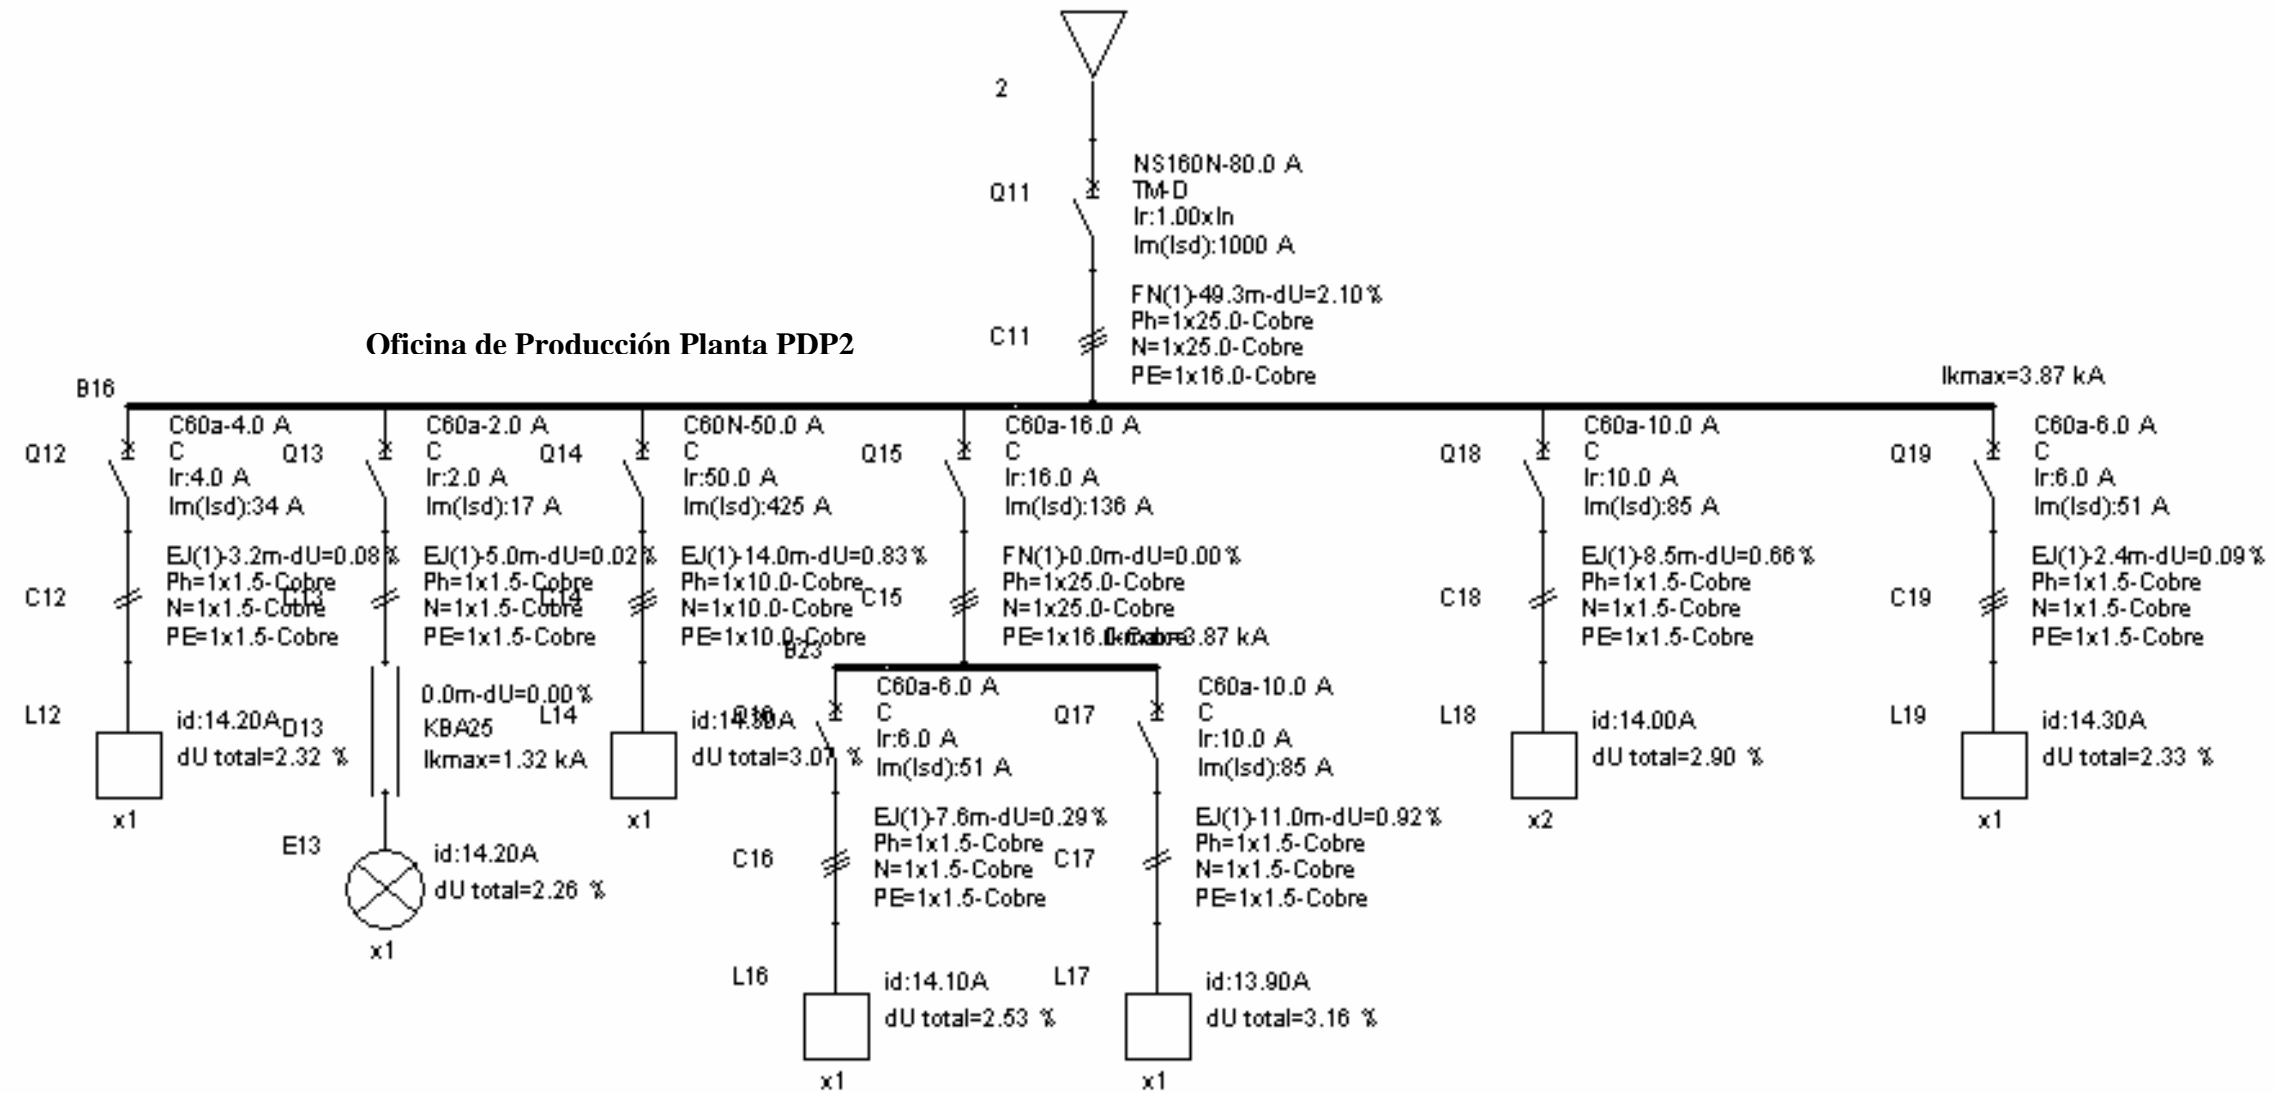 2
Q11
NS160N-80.0 A
TM-D
Ir:1.00xIn
Im(Isd):1000 A
C11
FN(1)-49.3m-dU=2.10%
Ph=1x25.0-Cobre
N=1x25.0-Cobre
PE=1x16.0-Cobre
Oficina de Producción Planta PDP2
B16
Ikmax=3.87 kA
Q12
C60a-4.0 A
C
Ir:4.0 A
Im(Isd):34 A
C12
EJ(1)-3.2m-dU=0.08%
Ph=1x1.5-Cobre
N=1x1.5-Cobre
PE=1x1.5-Cobre
L12
id:14.20A
dU total=2.32 %
x1
Q13
C60a-2.0 A
C
Ir:2.0 A
Im(Isd):17 A
EJ(1)-5.0m-dU=0.02%
Ph=1x1.5-Cobre
N=1x1.5-Cobre
PE=1x1.5-Cobre
D13
0.0m-dU=0.00%
KBA25
Ikmax=1.32 kA
E13
id:14.20A
dU total=2.26 %
x1
Q14
C60N-50.0 A
C
Ir:50.0 A
Im(Isd):425 A
EJ(1)-14.0m-dU=0.83%
Ph=1x10.0-Cobre
N=1x10.0-Cobre
PE=1x10.0-Cobre
L14
dU total=3.07 %
x1
Q15
C60a-16.0 A
C
Ir:16.0 A
Im(Isd):136 A
C15
FN(1)-0.0m-dU=0.00%
Ph=1x25.0-Cobre
N=1x25.0-Cobre
PE=1x16.0-Cobre
B23
Ikmax=3.87 kA
C60a-6.0 A
C
Ir:6.0 A
Im(Isd):51 A
C16
EJ(1)-7.6m-dU=0.29%
Ph=1x1.5-Cobre
N=1x1.5-Cobre
PE=1x1.5-Cobre
L16
id:14.10A
dU total=2.53 %
x1
Q17
C60a-10.0 A
C
Ir:10.0 A
Im(Isd):85 A
C17
EJ(1)-11.0m-dU=0.92%
Ph=1x1.5-Cobre
N=1x1.5-Cobre
PE=1x1.5-Cobre
L17
id:13.90A
dU total=3.16 %
x1
Q18
C60a-10.0 A
C
Ir:10.0 A
Im(Isd):85 A
C18
EJ(1)-8.5m-dU=0.66%
Ph=1x1.5-Cobre
N=1x1.5-Cobre
PE=1x1.5-Cobre
L18
id:14.00A
dU total=2.90 %
x2
Q19
C60a-6.0 A
C
Ir:6.0 A
Im(Isd):51 A
C19
EJ(1)-2.4m-dU=0.09%
Ph=1x1.5-Cobre
N=1x1.5-Cobre
PE=1x1.5-Cobre
L19
id:14.30A
dU total=2.33 %
x1